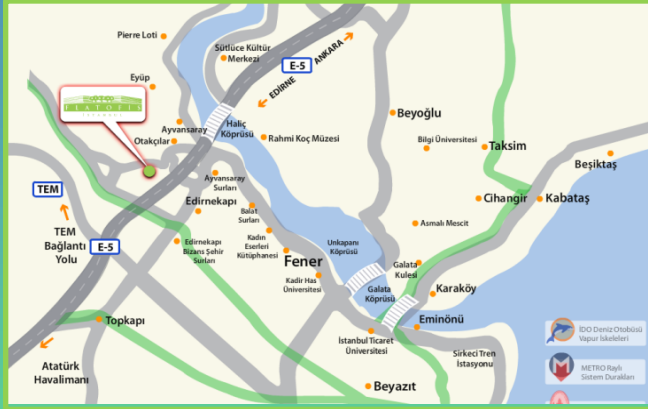 Pierre Loti
Sütlüce Kültür
Merkezi
ANKARA
E-5
EDİRNE
Eyüp
FLATOFIS
Ayvansaray
Otakçılar
Haliç
Köprüsü
Rahmi Koç Müzesi
Beyoğlu
Bilgi Üniversitesi
Taksim
Beşiktaş
TEM
Ayvansaray
Surları
Edirnekapı
Balat
Surları
Cihangir
Kabataş
TEM
Bağlantı
Yolu
E-5
Edirnekapı
Bizans Şehir
Surları
Kadın
Eserleri
Kütüphanesi
Asmalı Mescit
Unkapanı
Köprüsü
Fener
Galata
Kulesi
Kadir Has
Üniversitesi
Galata
Köprüsü
Karaköy
Topkapı
Eminönü
İstanbul Ticaret
Üniversitesi
Sirkeci Tren
İstasyonu
İDO Deniz Otobüsü
Vapur İskeleleri
Atatürk
Havalimanı
METRO Raylı
Sistem Durakları
Beyazıt